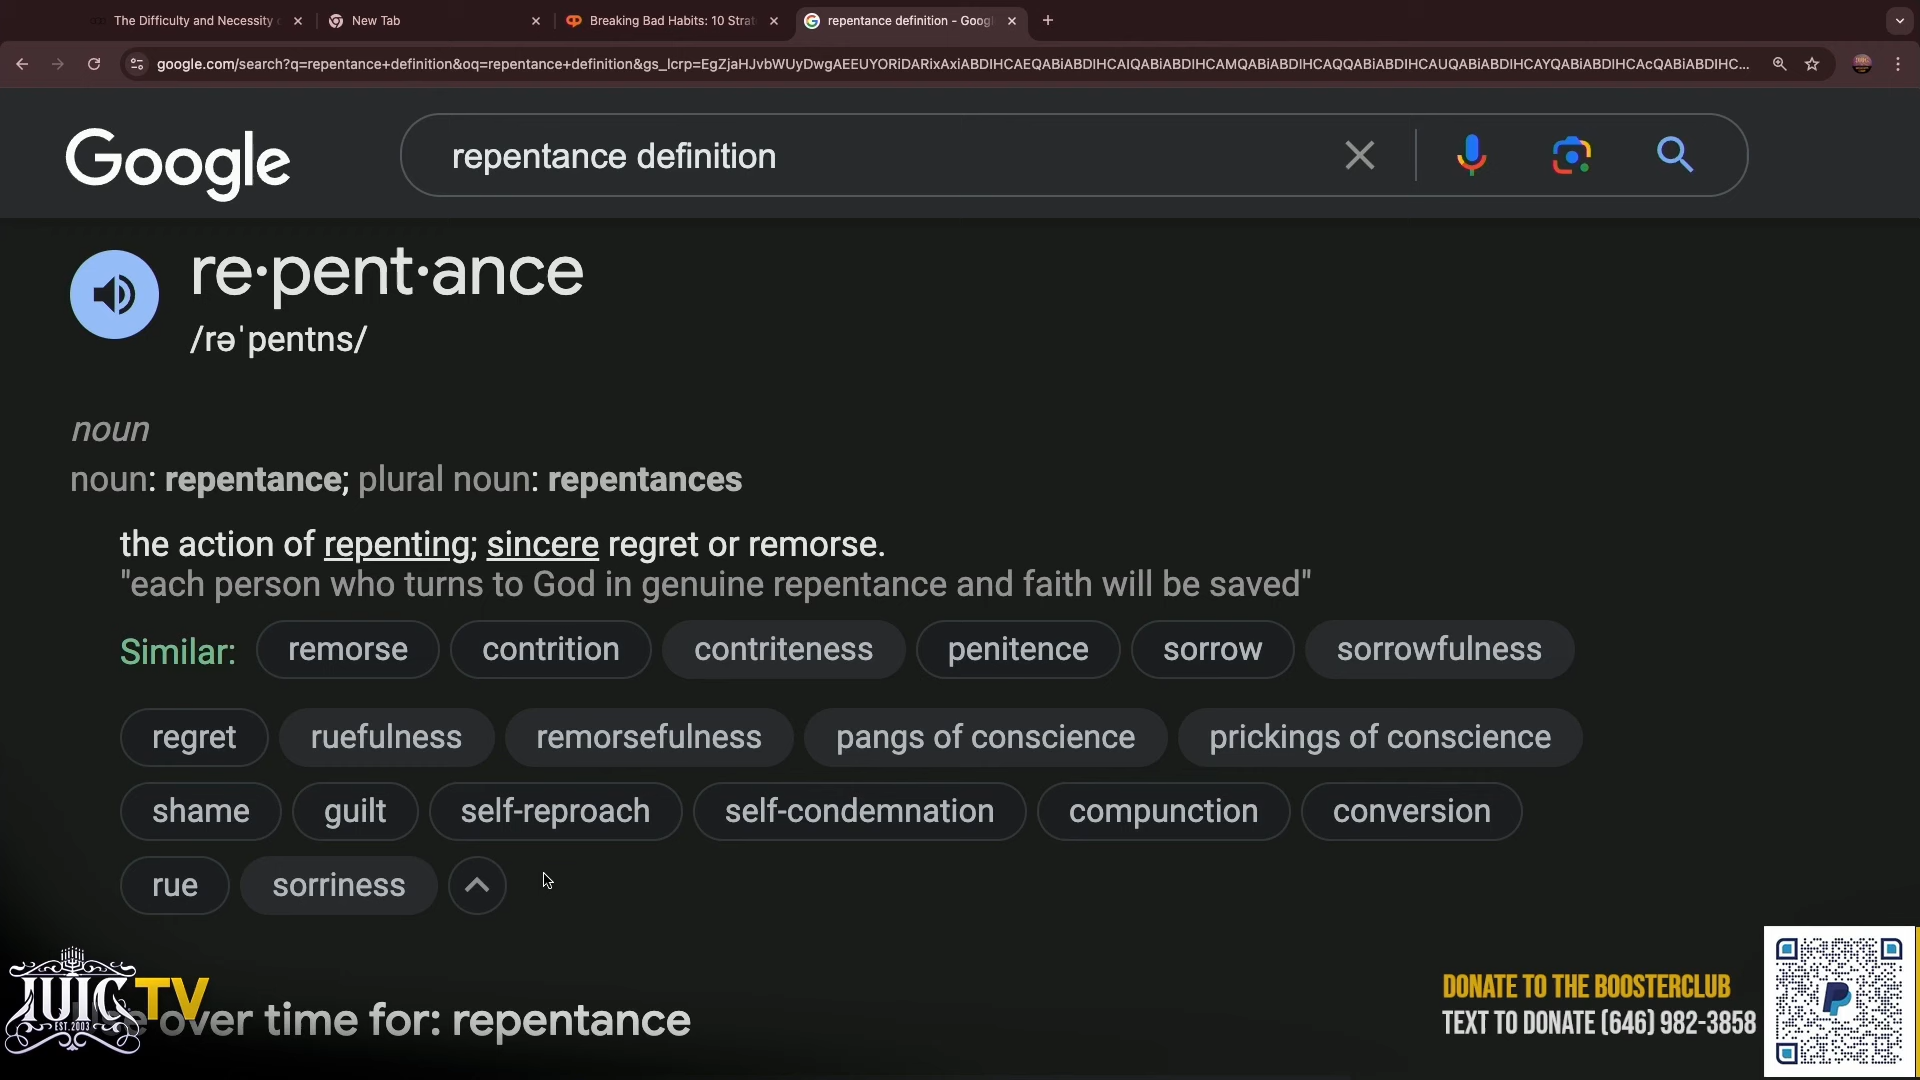 The Difficulty and Necessity
New Tab
Breaking Bad Habits: 10 Strat
repentance definition - Googl
google.com/search?q=repentance+definition&oq=repentance+definition&gs_lcrp=EgZjaHJvbWUyDwgAEEUYORiDARixAxiABDIHCAEQABiABDIHCAIQABiABDIHCAMQABiABDIHCAQQABiABDIHCAUQABiABDIHCAYQABiABDIHCAcQABiABDIHC...
Google
repentance definition
re·pent·ance
/rəˈpentns/
noun
noun: repentance; plural noun: repentances
the action of repenting; sincere regret or remorse.
"each person who turns to God in genuine repentance and faith will be saved"
Similar: remorse contrition contriteness penitence sorrow sorrowfulness
regret ruefulness remorsefulness pangs of conscience prickings of conscience
shame guilt self-reproach self-condemnation compunction conversion
rue sorriness
over time for: repentance
IUIC TV
EST. 2003
DONATE TO THE BOOSTERCLUB
TEXT TO DONATE (646) 982-3858